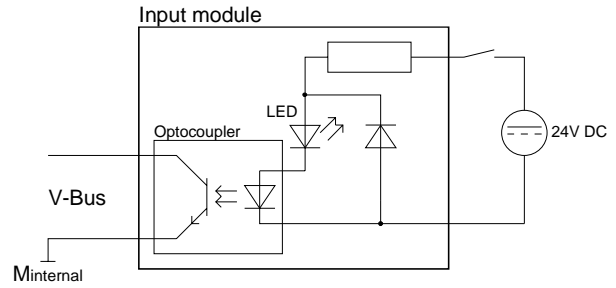 Input module
LED
Optocoupler
24V DC
V-Bus
Minternal